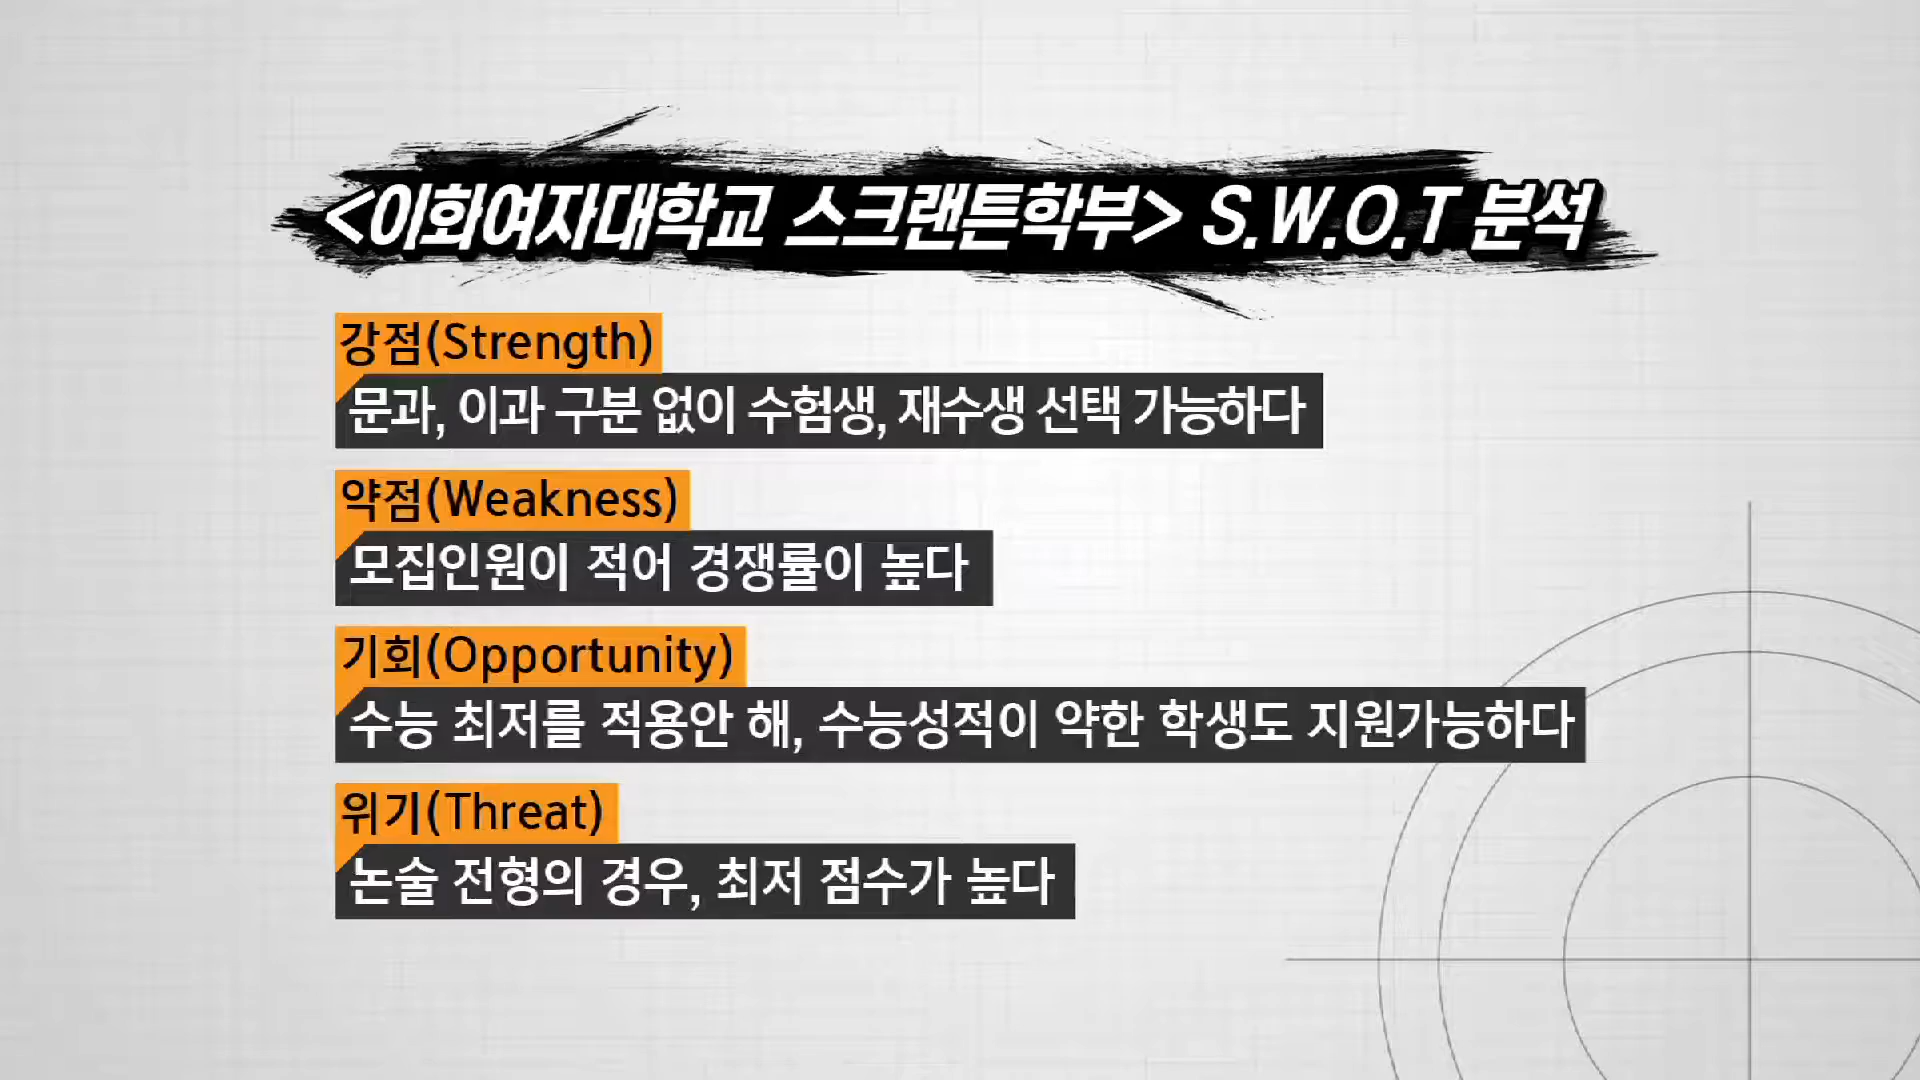 <이화여자대학교 스크랜튼학부> S.W.O.T 분석
강점(Strength)
문과, 이과 구분 없이 수험생, 재수생 선택 가능하다
약점(Weakness)
모집인원이 적어 경쟁률이 높다
기회(Opportunity)
수능 최저를 적용안 해, 수능성적이 약한 학생도 지원가능하다
위기(Threat)
논술 전형의 경우, 최저 점수가 높다